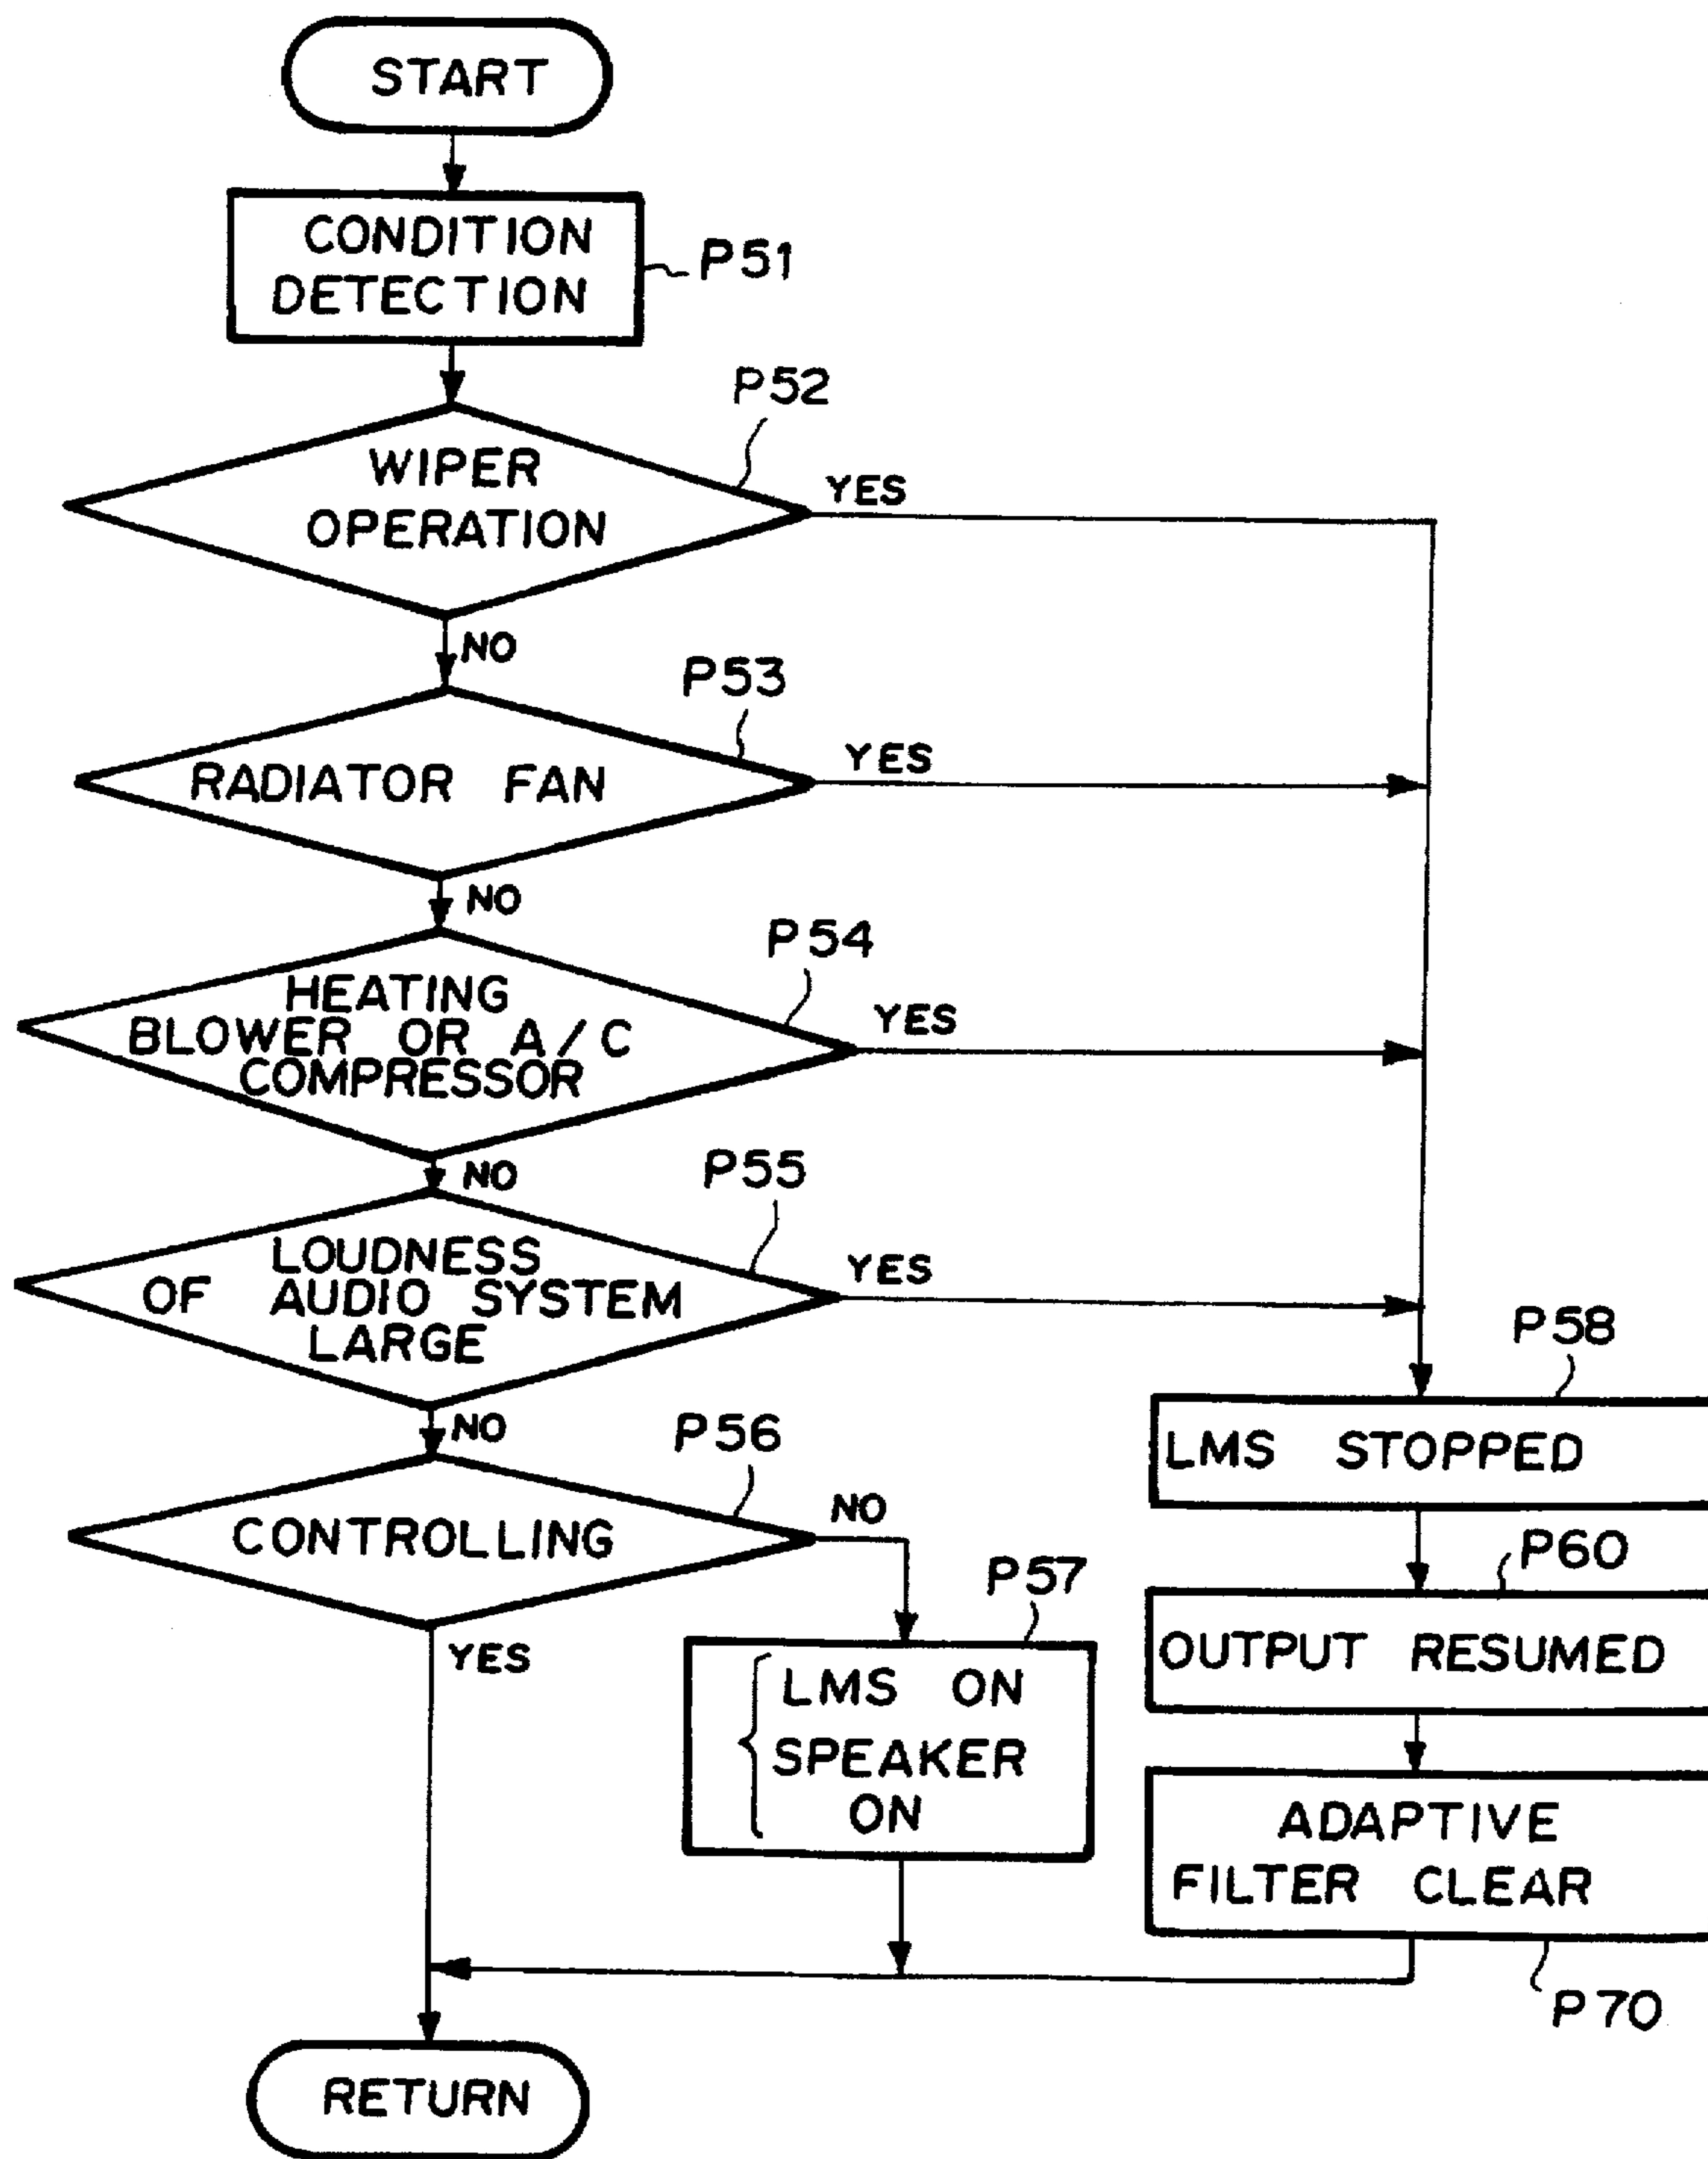 START
CONDITION
DETECTION
P51
P52
WIPER
OPERATION
YES
NO
P53
RADIATOR FAN
YES
NO
P54
HEATING
BLOWER OR A/C
COMPRESSOR
YES
NO
P55
LOUDNESS
OF AUDIO SYSTEM
LARGE
YES
NO
P56
CONTROLLING
NO
YES
P57
LMS ON
SPEAKER
ON
P58
LMS STOPPED
P60
OUTPUT RESUMED
ADAPTIVE
FILTER CLEAR
P70
RETURN